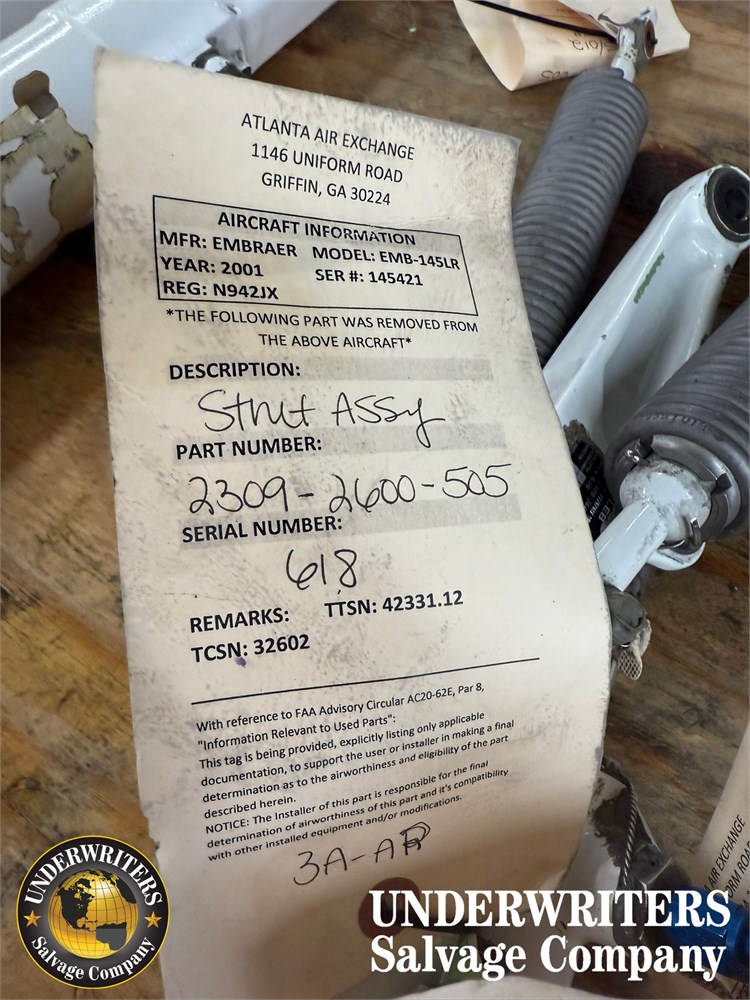 ATLANTA AIR EXCHANGE
1146 UNIFORM ROAD
GRIFFIN, GA 30224
AIRCRAFT INFORMATION
MFR: EMBRAER MODEL: EMB-145LR
YEAR: 2001 SER #: 145421
REG: N942JX
*THE FOLLOWING PART WAS REMOVED FROM
THE ABOVE AIRCRAFT*
DESCRIPTION:
Strut ASSy
PART NUMBER:
2309-2600-505
SERIAL NUMBER:
618
REMARKS: TTSN: 42331.12
TCSN: 32602
With reference to FAA Advisory Circular AC20-62E, Par 8,
"Information Relevant to Used Parts":
This tag is being provided, explicitly listing only applicable
documentation, to support the user or installer in making a final
determination as to the airworthiness and eligibility of the part
described herein.
NOTICE: The Installer of this part is responsible for the final
determination of airworthiness of this part and it's compatibility
with other installed equipment and/or modifications.
3A-AR
AIR EXCHANGE
UNDERWRITERS
Salvage Company
UNDERWRITERS
Salvage Company